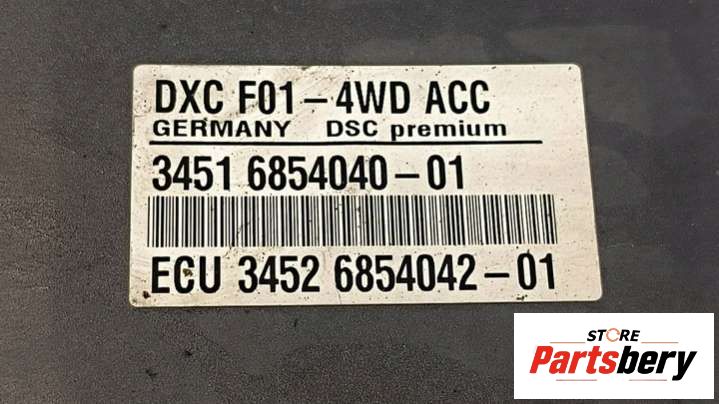 DXC F01-4WD ACC
GERMANY DSC premium
3451 6854040-01
ECU 3452 6854042-01
STORE
Partsbery